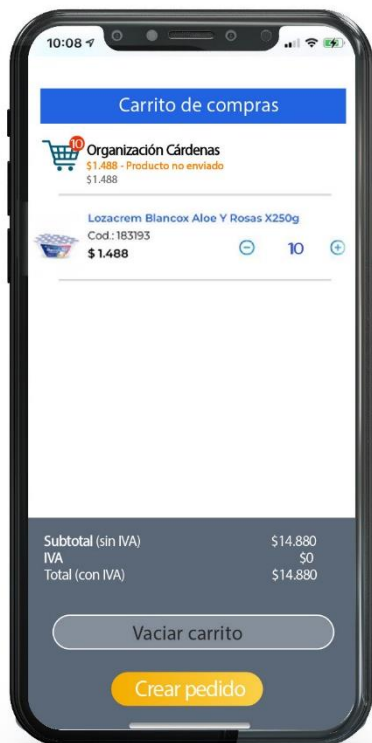 10:08
Carrito de compras
10
Organización Cárdenas
$1.488 - Producto no enviado
$1.488
Lozacrem Blancox Aloe Y Rosas X250g
Cod.: 183193
$ 1.488
10
Subtotal (sin IVA) $14.880
IVA $0
Total (con IVA) $14.880
Vaciar carrito
Crear pedido